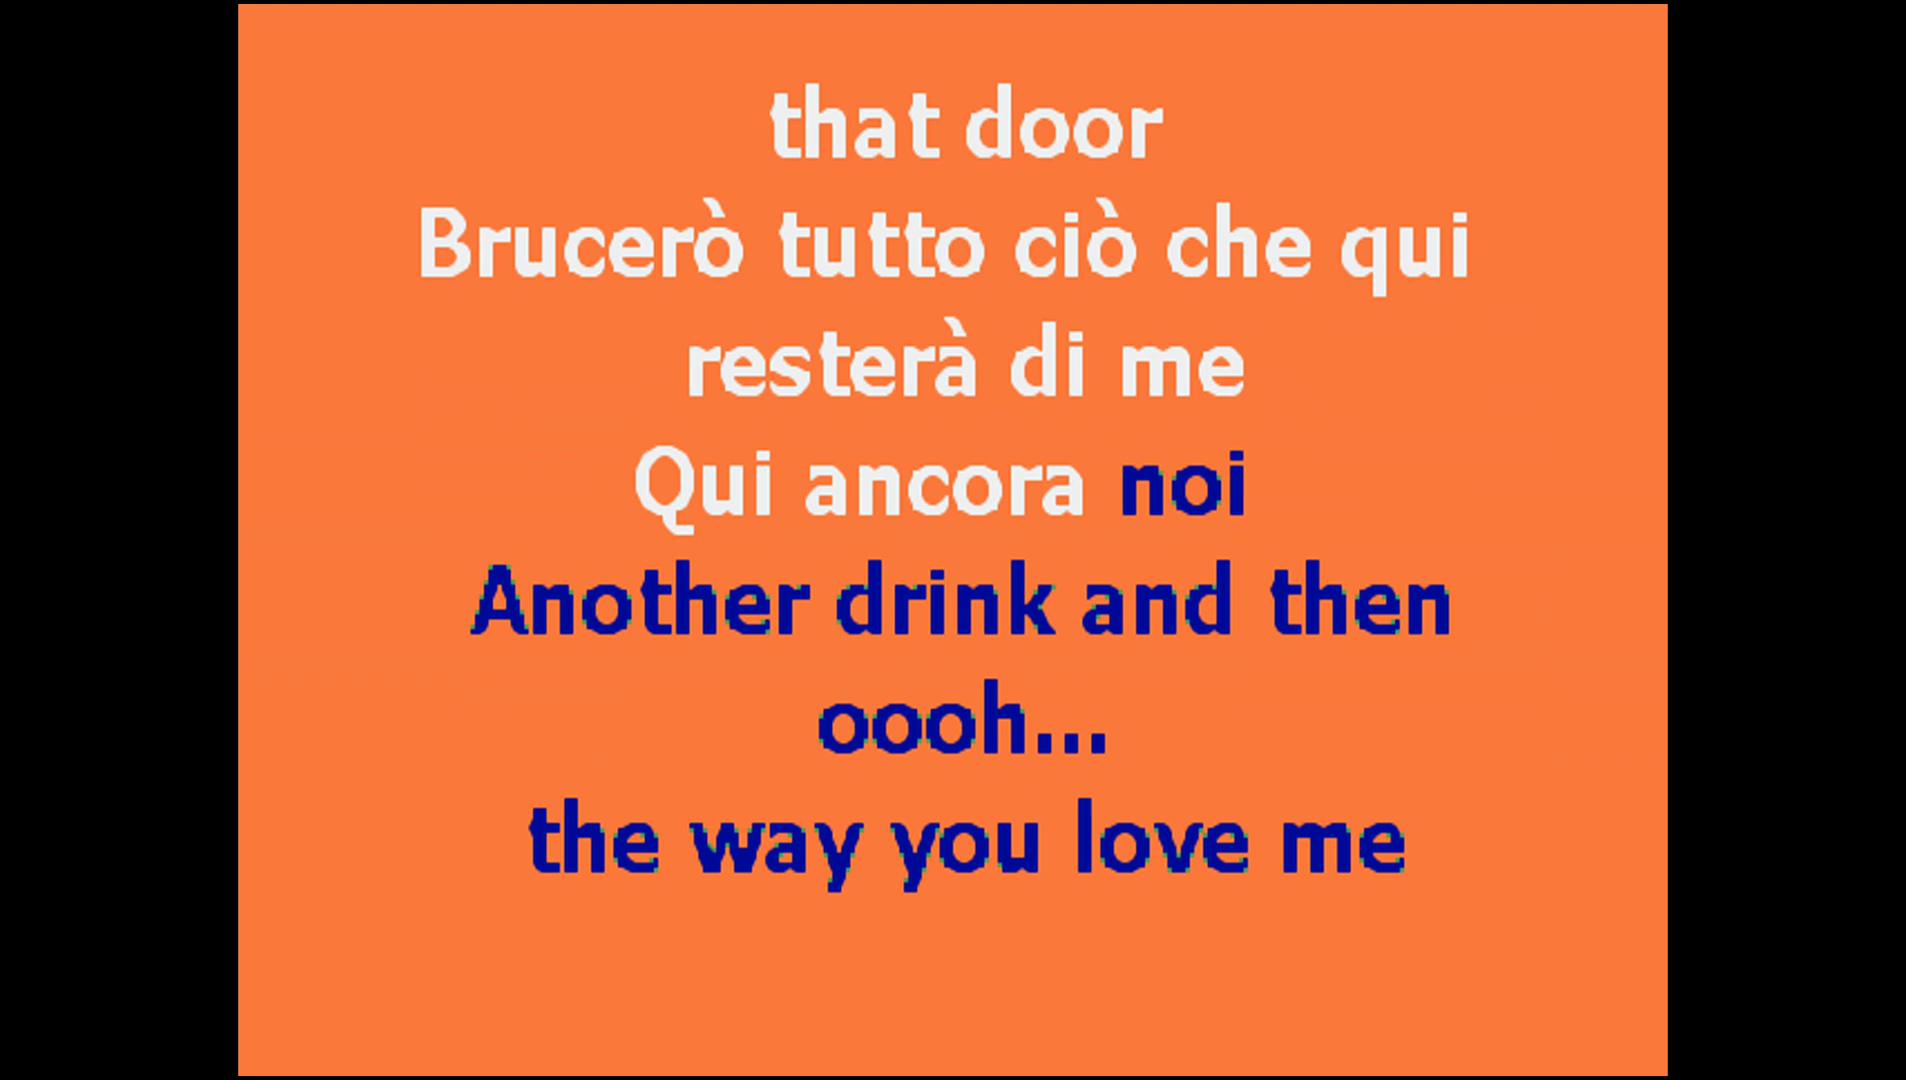 that door
Brucerò tutto ciò che qui
resterà di me
Qui ancora noi
Another drink and then
oooh...
the way you love me